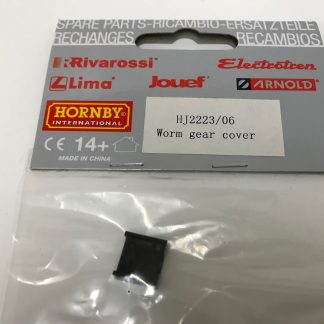 SPARE PARTS-RICAMBIO-ERSATZTEILE
RECHANGES RECAMBIOS
Rivarossi Electrotren
Lima Jouef ARNOLD
HORNBY
INTERNATIONAL
HJ2223/06
Worm gear cover
CE 14+
MADE IN CHINA